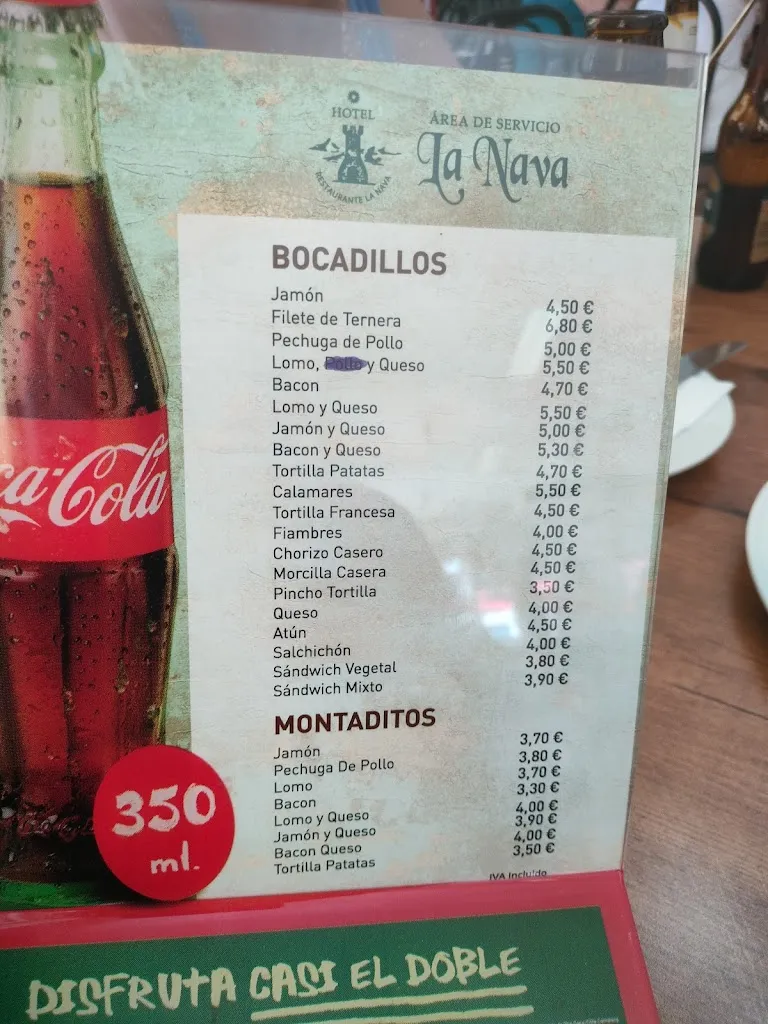 HOTEL
RESTAURANTE LA NAVA
ÁREA DE SERVICIO
La Nava
BOCADILLOS
Jamón 4,50 €
Filete de Ternera 6,80 €
Pechuga de Pollo 5,00 €
Lomo, Pollo y Queso 5,50 €
Bacon 4,70 €
Lomo y Queso 5,50 €
Jamón y Queso 5,00 €
Bacon y Queso 5,30 €
Tortilla Patatas 4,70 €
Calamares 5,50 €
Tortilla Francesa 4,50 €
Fiambres 4,00 €
Chorizo Casero 4,50 €
Morcilla Casera 4,50 €
Pincho Tortilla 3,50 €
Queso 4,00 €
Atún 4,50 €
Salchichón 4,00 €
Sándwich Vegetal 3,80 €
Sándwich Mixto 3,90 €
MONTADITOS
Jamón 3,70 €
Pechuga De Pollo 3,80 €
Lomo 3,70 €
Bacon 3,30 €
Lomo y Queso 4,00 €
Jamón y Queso 3,90 €
Bacon Queso 4,00 €
Tortilla Patatas 3,50 €
IVA Incluido
ca-Cola
350
ml.
DISFRUTA CASI EL DOBLE